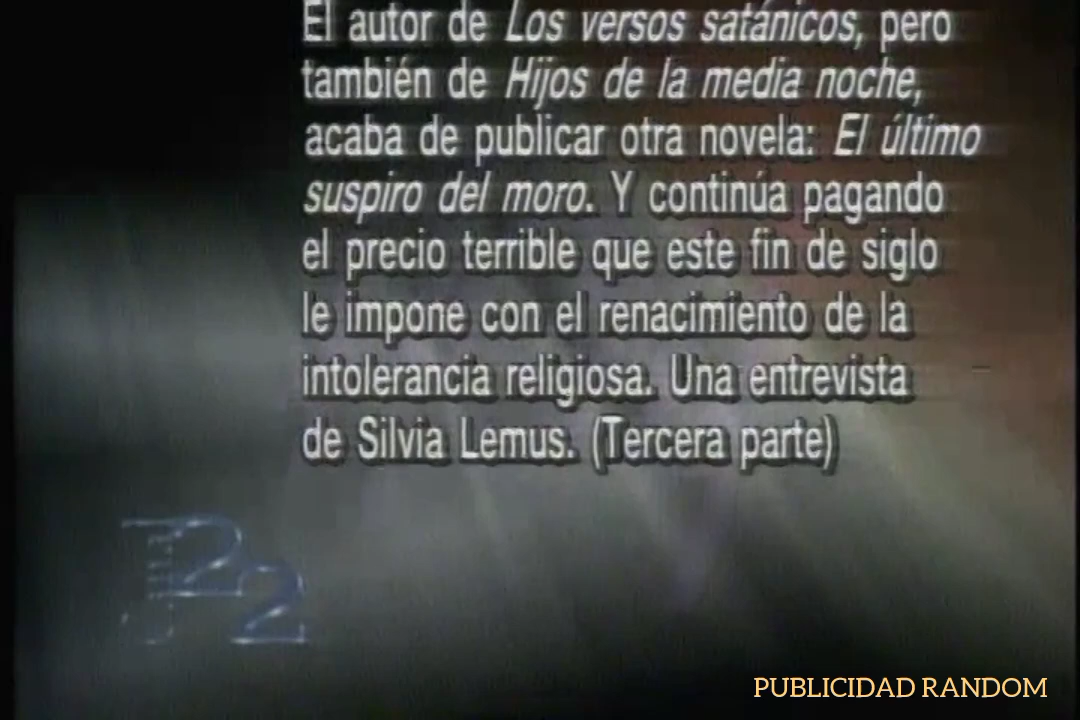 El autor de Los versos satánicos, pero
también de Hijos de la media noche,
acaba de publicar otra novela: El último
suspiro del moro. Y continúa pagando
el precio terrible que este fin de siglo
le impone con el renacimiento de la
intolerancia religiosa. Una entrevista
de Silvia Lemus. (Tercera parte)
22
PUBLICIDAD RANDOM